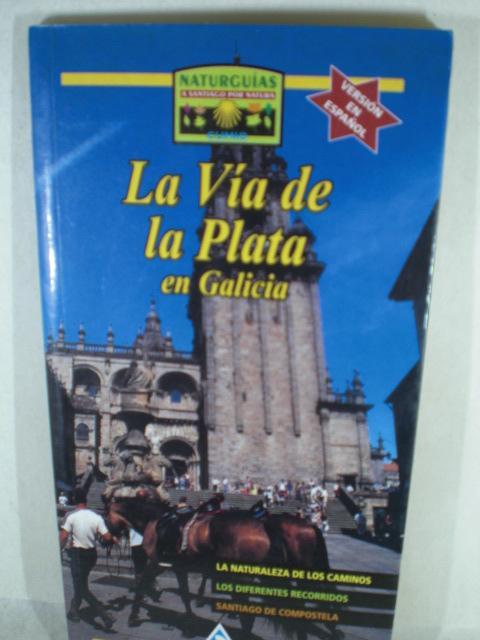 NATURGUÍAS
A SANTIAGO POR NATURA
CUMIO
VERSIÓN
EN
ESPAÑOL
La Vía de
la Plata
en Galicia
LA NATURALEZA DE LOS CAMINOS
LOS DIFERENTES RECORRIDOS
SANTIAGO DE COMPOSTELA